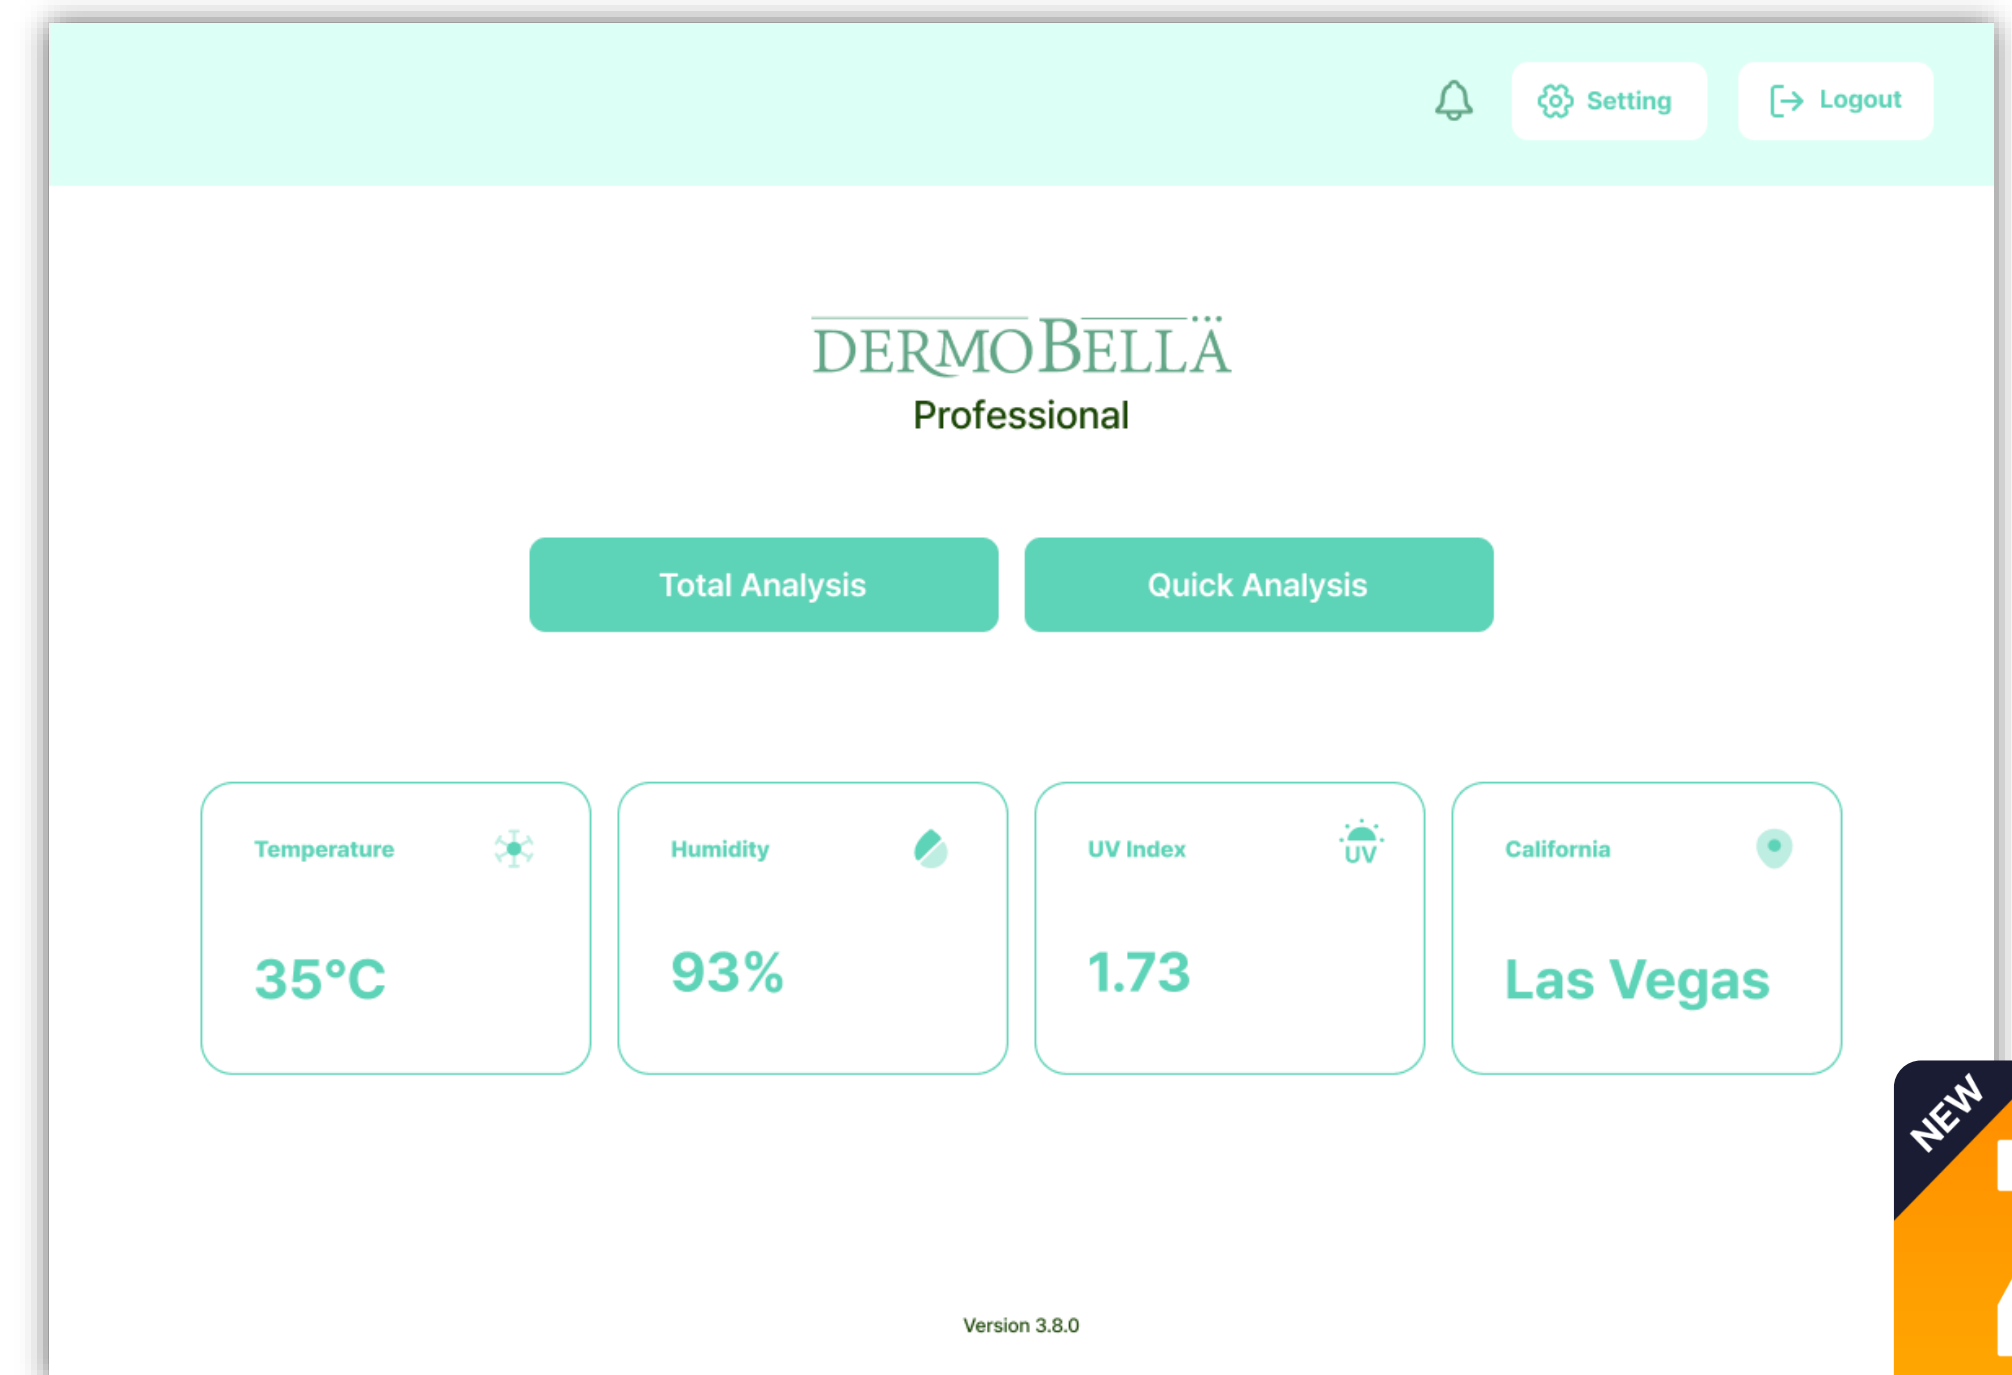 Setting
Logout
DERMOBELLA
Professional
Total Analysis
Quick Analysis
Temperature
35°C
Humidity
93%
UV Index
UV
1.73
California
Las Vegas
NEW
Version 3.8.0